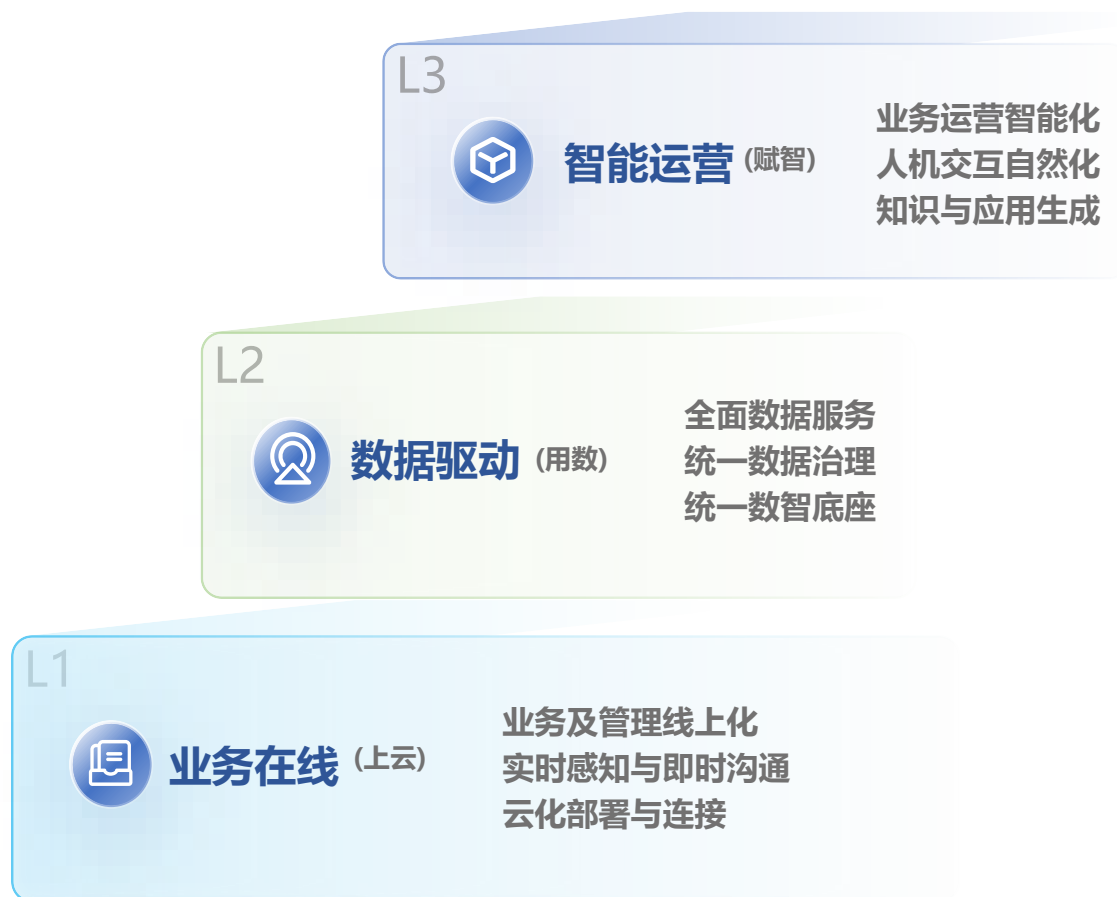 L3
智能运营 (赋智)
业务运营智能化
人机交互自然化
知识与应用生成
L2
数据驱动 (用数)
全面数据服务
统一数据治理
统一数智底座
L1
业务在线 (上云)
业务及管理线上化
实时感知与即时沟通
云化部署与连接